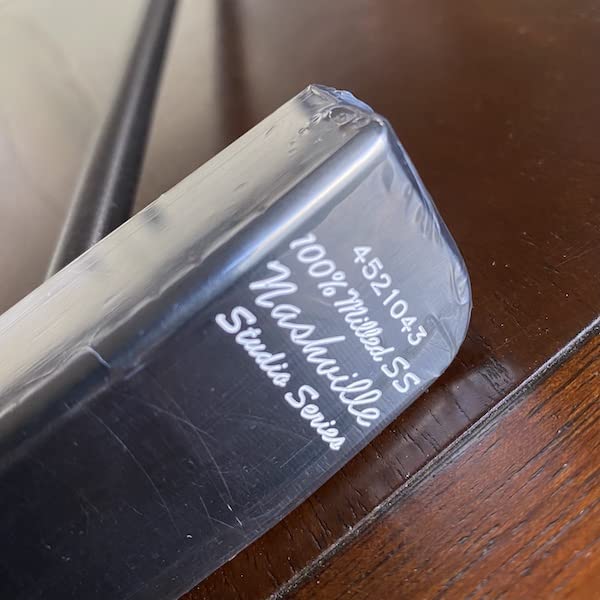 4521043
100% Milled SS
Nashville
Studio Series